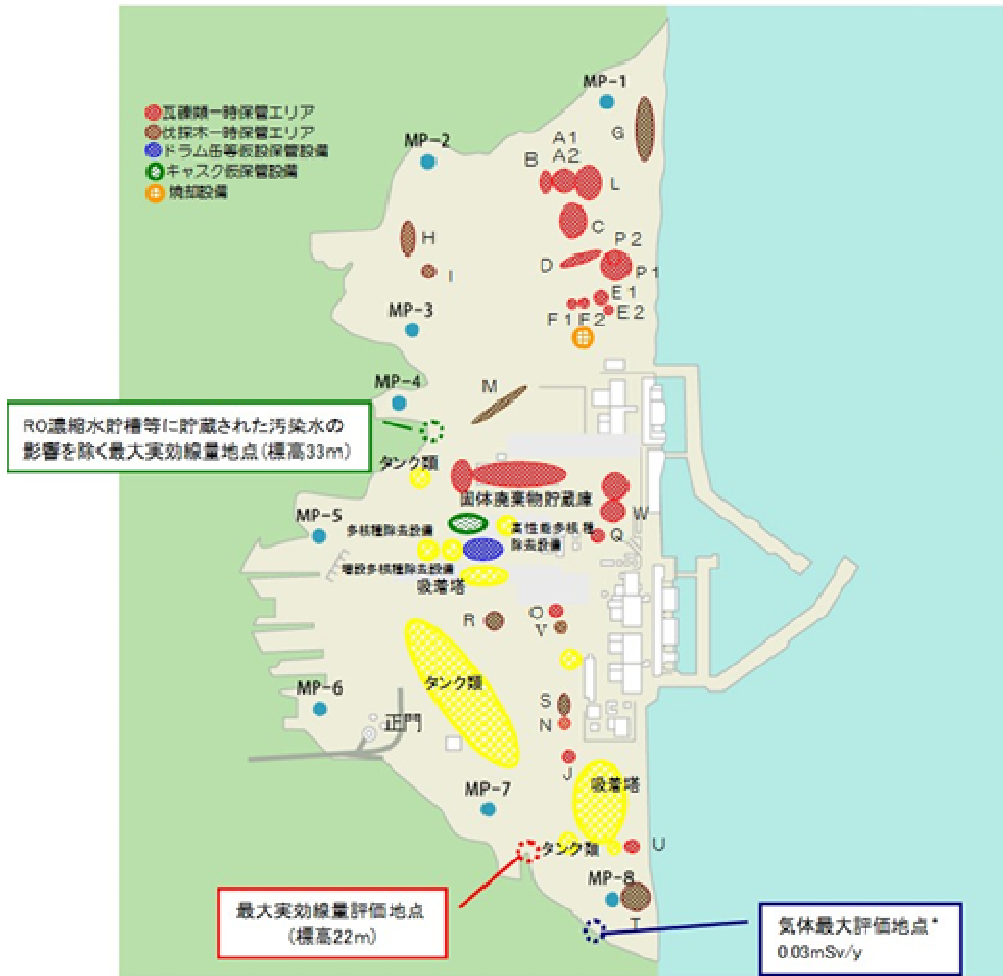 MP-1
瓦礫類一時保管エリア
伐採木一時保管エリア
ドラム缶等仮設保管設備
キャスク仮保管設備
焼却設備
MP-2
G
A1
A2
B
L
C
H
I
P2
D
P1
E1
E2
F1
F2
MP-3
MP-4
M
RO濃縮水貯槽等に貯蔵された汚染水の
影響を除く最大実効線量地点(標高33m)
タンク類
固体廃棄物貯蔵庫
W
MP-5
多核種除去設備
高性能多核種
除去設備
Q
増設多核種除去設備
吸着塔
R
O
V
タンク類
MP-6
正門
S
N
J
MP-7
吸着塔
タンク類
U
MP-8
T
最大実効線量評価地点
(標高22m)
気体最大評価地点*
0.03mSv/y